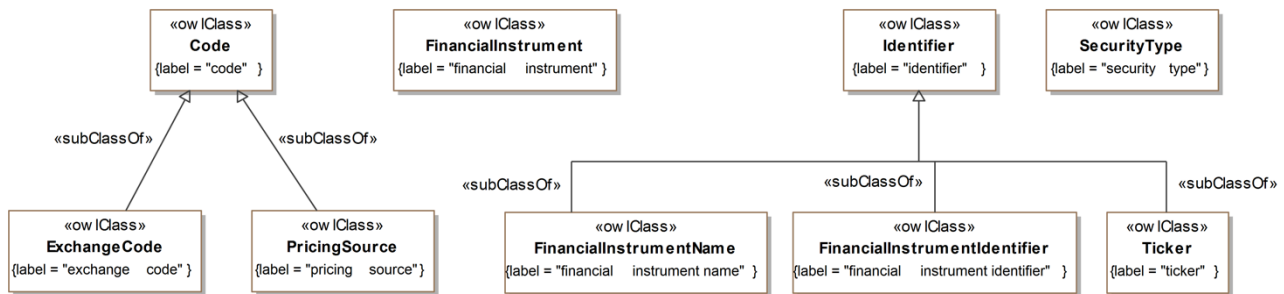 «owlClass»
Code
{label = "code" }
«owlClass»
FinancialInstrument
{label = "financial instrument" }
«owlClass»
Identifier
{label = "identifier" }
«owlClass»
SecurityType
{label = "security type" }
«subClassOf»
«subClassOf»
«subClassOf»
«subClassOf»
«subClassOf»
«owlClass»
ExchangeCode
{label = "exchange code" }
«owlClass»
PricingSource
{label = "pricing source" }
«owlClass»
FinancialInstrumentName
{label = "financial instrument name" }
«owlClass»
FinancialInstrumentIdentifier
{label = "financial instrument identifier" }
«owlClass»
Ticker
{label = "ticker" }